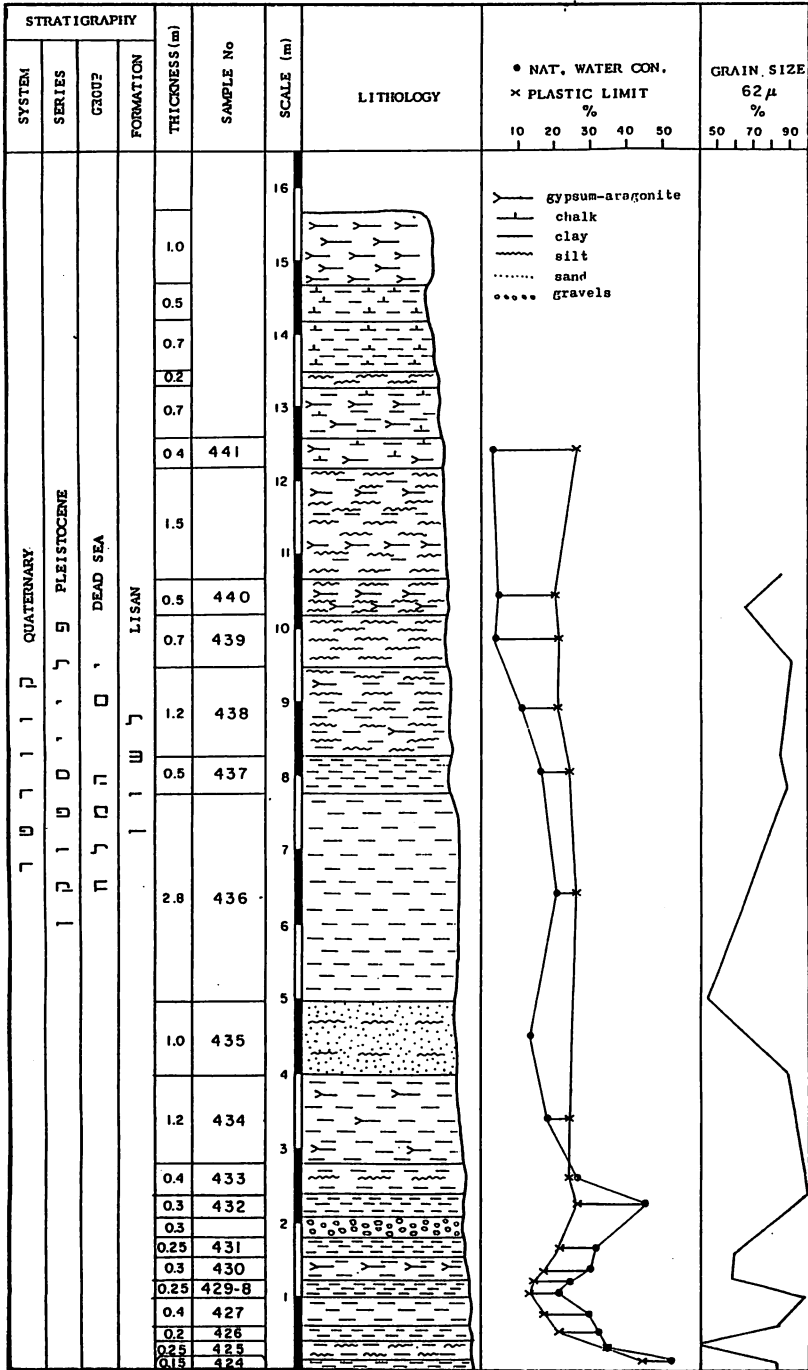 STRATIGRAPHY
SYSTEM
SERIES
GROUP
FORMATION
THICKNESS (m)
SAMPLE No
SCALE (m)
LITHOLOGY
• NAT. WATER CON.
× PLASTIC LIMIT
%
10 20 30 40 50
GRAIN SIZE
62 μ
%
50 70 90
gypsum-aragonite
chalk
clay
silt
sand
gravels
QUATERNARY
קוורטר
PLEISTOCENE
פלייסטוקן
DEAD SEA
ים המלח
LISAN
לשון
16
15
14
13
12
11
10
9
8
7
6
5
4
3
2
1
1.0
0.5
0.7
0.2
0.7
0.4 441
1.5
0.5 440
0.7 439
1.2 438
0.5 437
2.8 436
1.0 435
1.2 434
0.4 433
0.3 432
0.3
0.25 431
0.3 430
0.25 429-8
0.4 427
0.2 426
0.25 425
0.15 424